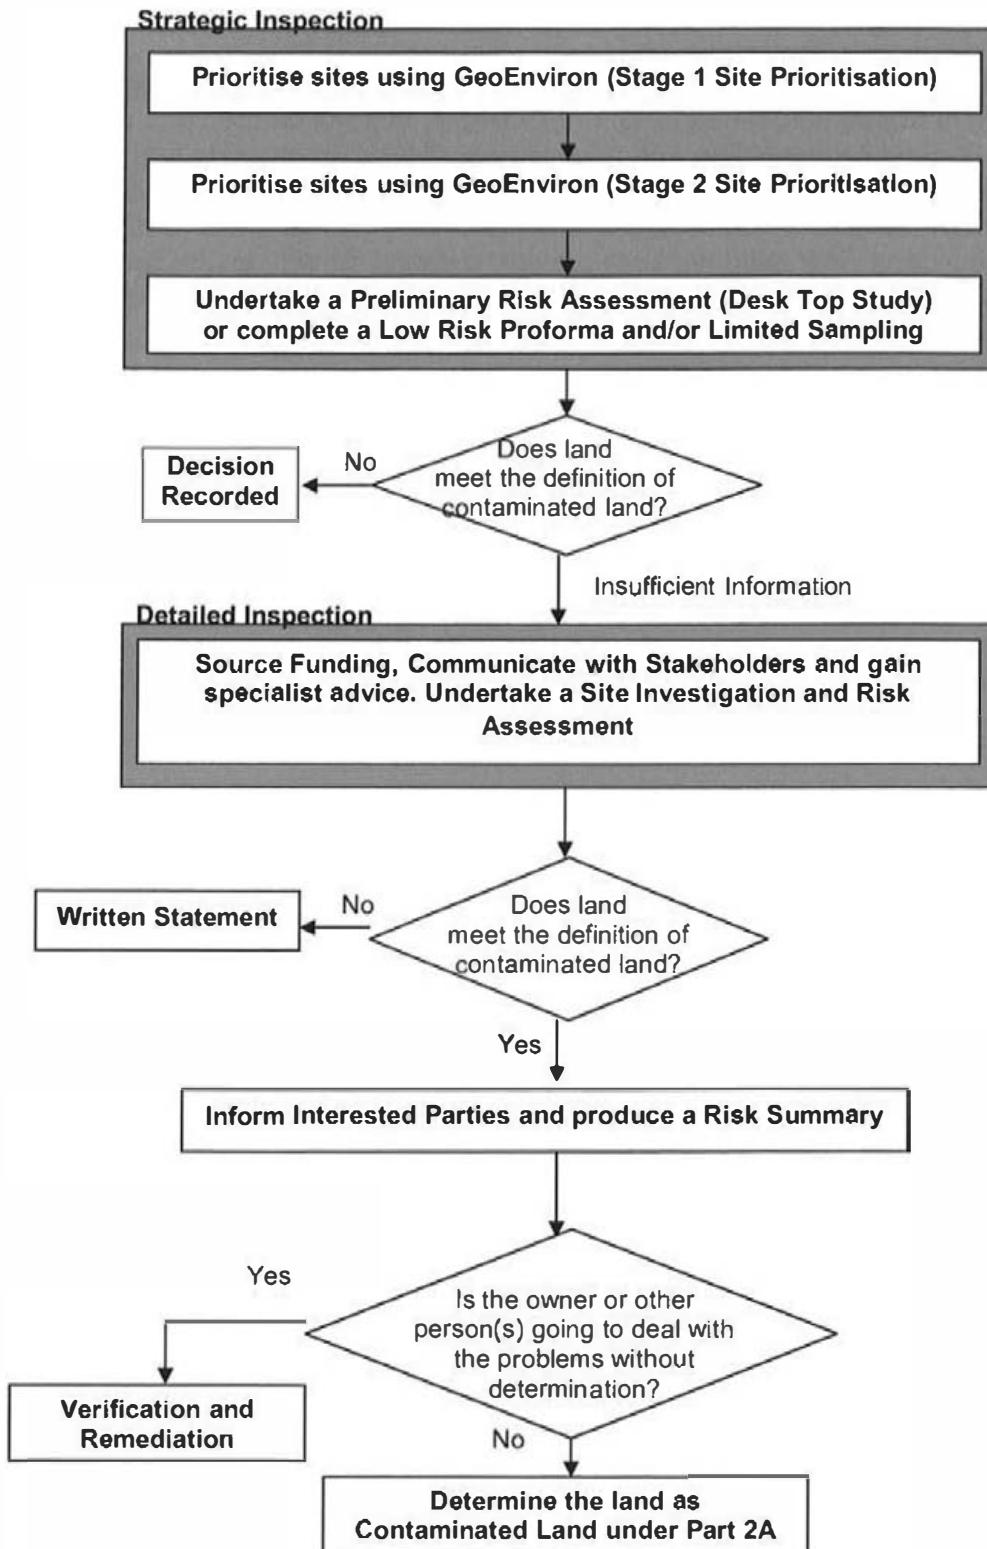 Strategic Inspection
Prioritise sites using GeoEnviron (Stage 1 Site Prioritisation)
Prioritise sites using GeoEnviron (Stage 2 Site Prioritisation)
Undertake a Preliminary Risk Assessment (Desk Top Study)
or complete a Low Risk Proforma and/or Limited Sampling
Does land
meet the definition of
contaminated land?
No
Decision
Recorded
Insufficient Information
Detailed Inspection
Source Funding, Communicate with Stakeholders and gain
specialist advice. Undertake a Site Investigation and Risk
Assessment
Does land
meet the definition of
contaminated land?
No
Written Statement
Yes
Inform Interested Parties and produce a Risk Summary
Is the owner or other
person(s) going to deal with
the problems without
determination?
Yes
Verification and
Remediation
No
Determine the land as
Contaminated Land under Part 2A